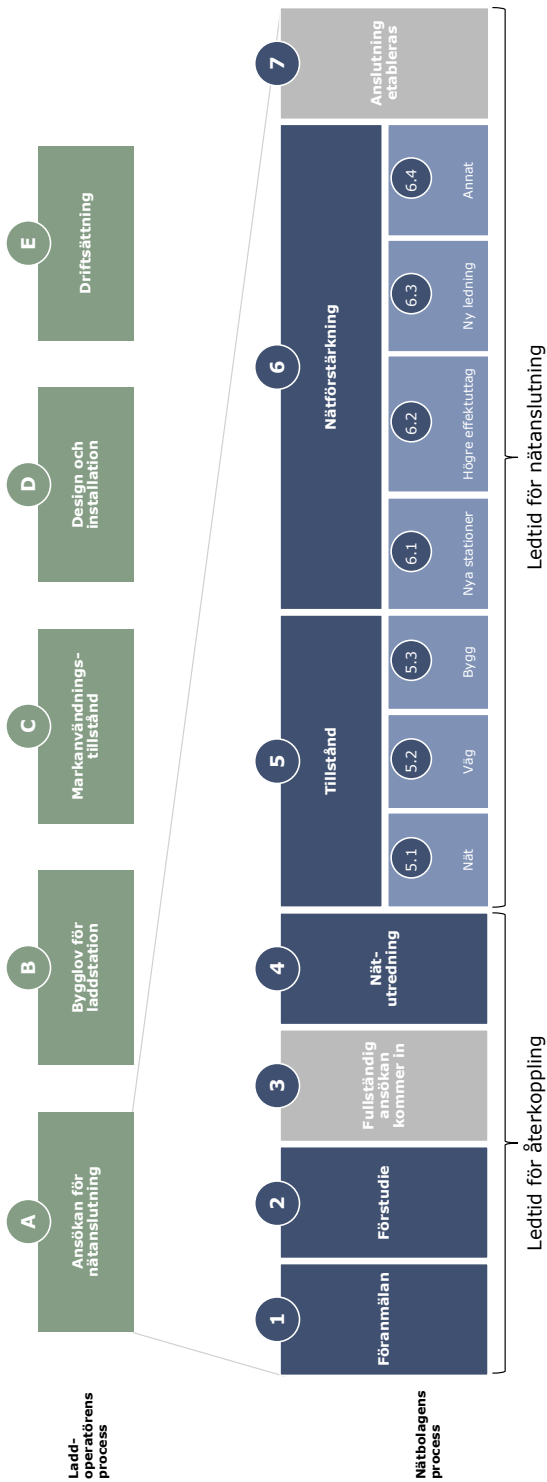 Ladd-
operatörens
process
A
Ansökan för
nätanslutning
B
Bygglov för
laddstation
C
Markanvändnings-
tillstånd
D
Design och
installation
E
Driftsättning
Nätbolagens
process
1
Föranmälan
2
Förstudie
3
Fullständig
ansökan
kommer in
4
Nät-
utredning
5
Tillstånd
5.1
Nät
5.2
Väg
5.3
Bygg
6
Nätförstärkning
6.1
Nya stationer
6.2
Högre effektuttag
6.3
Ny ledning
6.4
Annat
7
Anslutning
etableras
Ledtid för återkoppling
Ledtid för nätanslutning